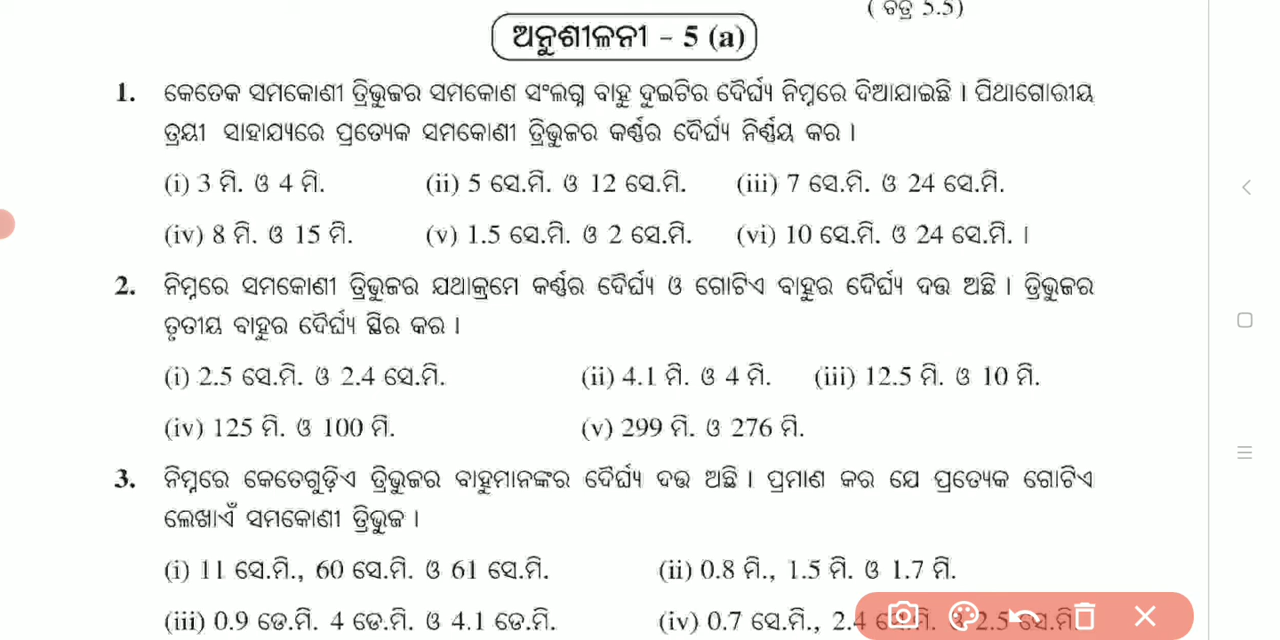 ( ଚିତ୍ର 5.5)
ଅନୁଶୀଳନୀ - 5 (a)
1. କେତେକ ସମକୋଣୀ ତ୍ରିଭୁଜର ସମକୋଣ ସଂଲଗ୍ନ ବାହୁ ଦୁଇଟିର ଦୈର୍ଘ୍ୟ ନିମ୍ନରେ ଦିଆଯାଇଛି । ପିଥାଗୋରୀୟ
ତ୍ରୟୀ ସାହାଯ୍ୟରେ ପ୍ରତ୍ୟେକ ସମକୋଣୀ ତ୍ରିଭୁଜର କର୍ଣ୍ଣର ଦୈର୍ଘ୍ୟ ନିର୍ଣ୍ଣୟ କର ।
(i) 3 ମି. ଓ 4 ମି. (ii) 5 ସେ.ମି. ଓ 12 ସେ.ମି. (iii) 7 ସେ.ମି. ଓ 24 ସେ.ମି.
(iv) 8 ମି. ଓ 15 ମି. (v) 1.5 ସେ.ମି. ଓ 2 ସେ.ମି. (vi) 10 ସେ.ମି. ଓ 24 ସେ.ମି. ।
2. ନିମ୍ନରେ ସମକୋଣୀ ତ୍ରିଭୁଜର ଯଥାକ୍ରମେ କର୍ଣ୍ଣର ଦୈର୍ଘ୍ୟ ଓ ଗୋଟିଏ ବାହୁର ଦୈର୍ଘ୍ୟ ଦତ୍ତ ଅଛି । ତ୍ରିଭୁଜର
ତୃତୀୟ ବାହୁର ଦୈର୍ଘ୍ୟ ସ୍ଥିର କର ।
(i) 2.5 ସେ.ମି. ଓ 2.4 ସେ.ମି. (ii) 4.1 ମି. ଓ 4 ମି. (iii) 12.5 ମି. ଓ 10 ମି.
(iv) 125 ମି. ଓ 100 ମି. (v) 299 ମି. ଓ 276 ମି.
3. ନିମ୍ନରେ କେତେଗୁଡ଼ିଏ ତ୍ରିଭୁଜର ବାହୁମାନଙ୍କର ଦୈର୍ଘ୍ୟ ଦତ୍ତ ଅଛି । ପ୍ରମାଣ କର ଯେ ପ୍ରତ୍ୟେକ ଗୋଟିଏ
ଲେଖାଏଁ ସମକୋଣୀ ତ୍ରିଭୁଜ ।
(i) 11 ସେ.ମି., 60 ସେ.ମି. ଓ 61 ସେ.ମି. (ii) 0.8 ମି., 1.5 ମି. ଓ 1.7 ମି.
(iii) 0.9 ଡେ.ମି. 4 ଡେ.ମି. ଓ 4.1 ଡେ.ମି. (iv) 0.7 ସେ.ମି., 2.4 ସେ.ମି. ଓ 2.5 ସେ.ମି.